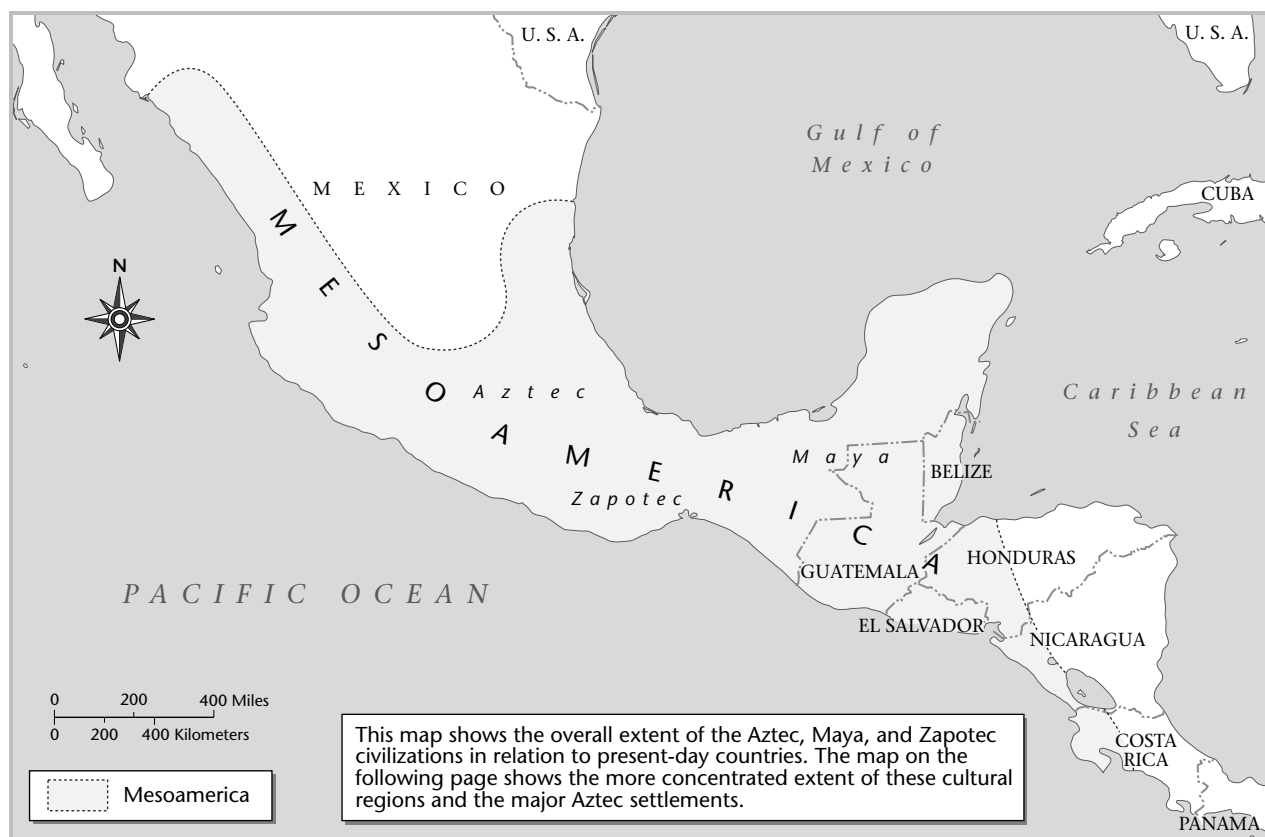 U. S. A.
U. S. A.
Gulf of
Mexico
MEXICO
CUBA
MESOAMERICA
N
Aztec
Caribbean
Sea
Maya
BELIZE
Zapotec
HONDURAS
GUATEMALA
PACIFIC OCEAN
EL SALVADOR
NICARAGUA
0 200 400 Miles
0 200 400 Kilometers
COSTA
RICA
PANAMA
This map shows the overall extent of the Aztec, Maya, and Zapotec
civilizations in relation to present-day countries. The map on the
following page shows the more concentrated extent of these cultural
regions and the major Aztec settlements.
Mesoamerica